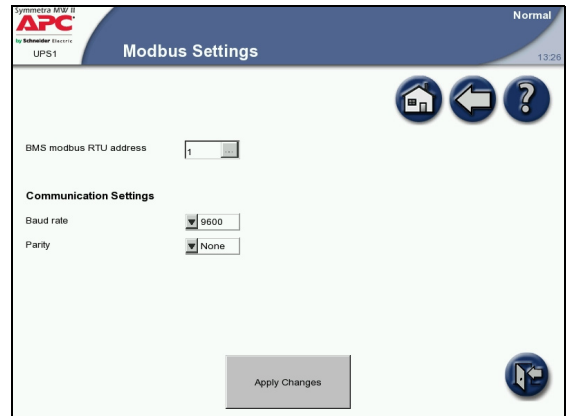 Symmetra MW II
APC
by Schneider Electric
UPS1
Modbus Settings
Normal
13:26
?
BMS modbus RTU address
1
...
Communication Settings
Baud rate
9600
Parity
None
Apply Changes